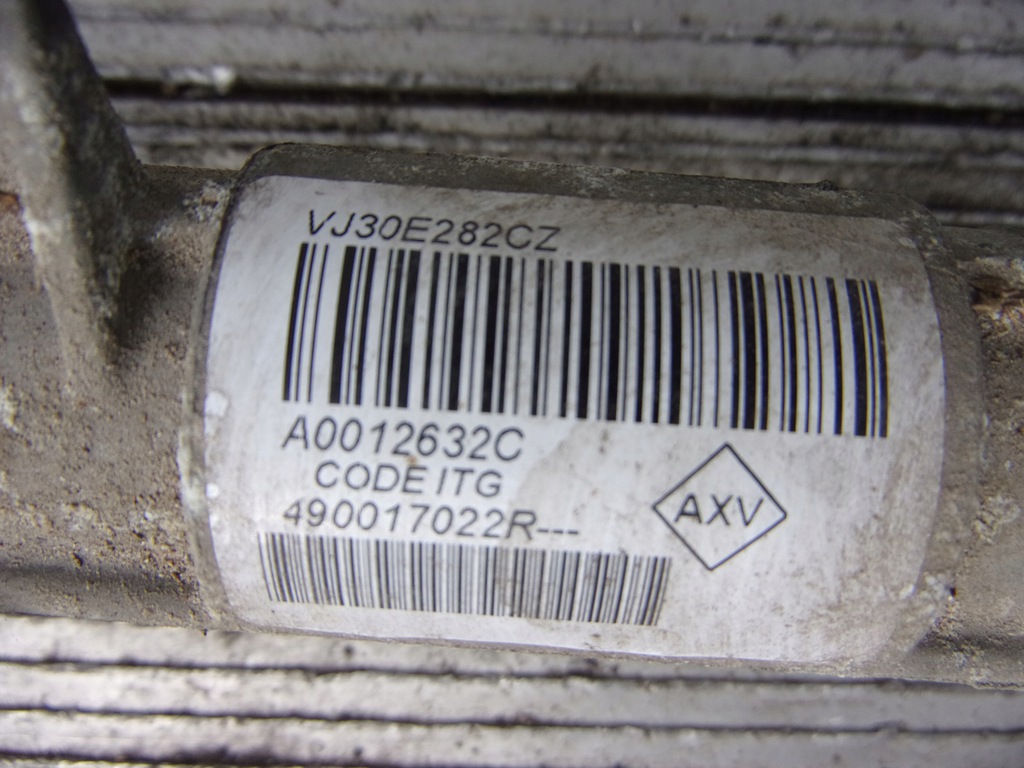 VJ30E282CZ
A0012632C
CODE ITG
490017022R---
AXV